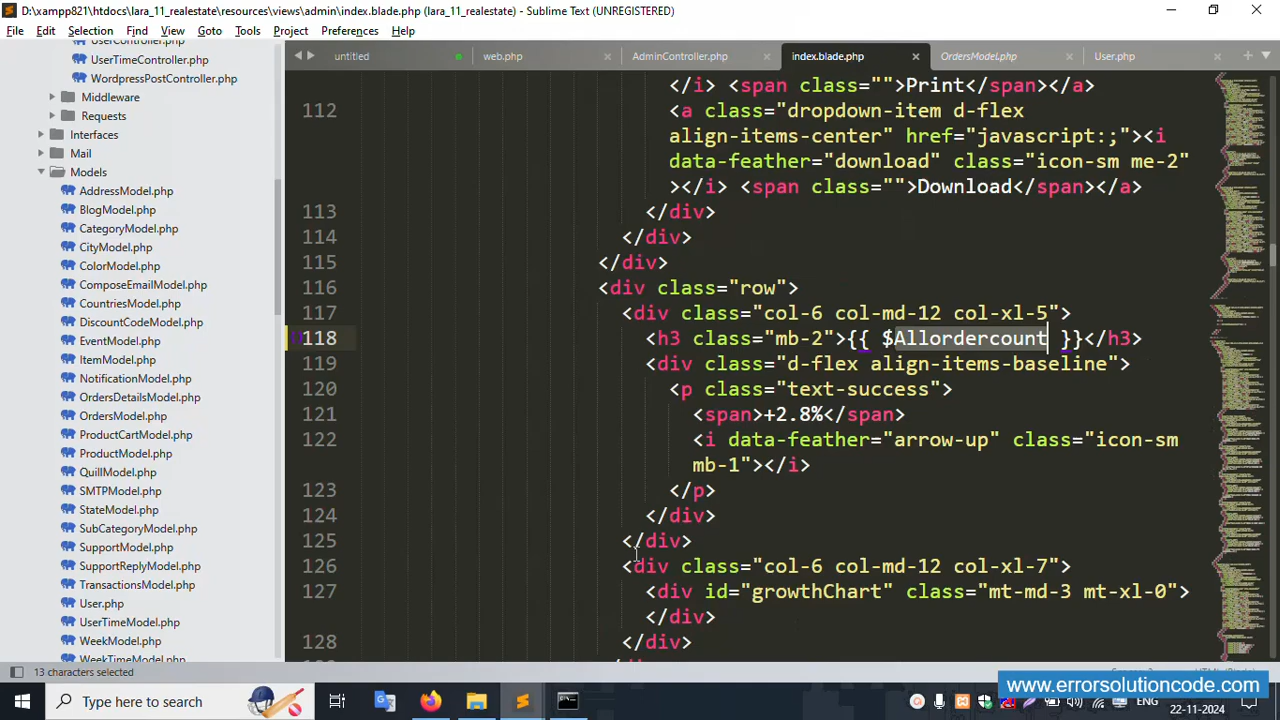 D:\xampp821\htdocs\lara_11_realestate\resources\views\admin\index.blade.php (lara_11_realestate) - Sublime Text (UNREGISTERED)
File Edit Selection Find View Goto Tools Project Preferences Help
untitled web.php AdminController.php index.blade.php OrdersModel.php User.php
UserController.php
UserTimeController.php
WordpressPostController.php
Middleware
Requests
Interfaces
Mail
Models
AddressModel.php
BlogModel.php
CategoryModel.php
CityModel.php
ColorModel.php
ComposeEmailModel.php
CountriesModel.php
DiscountCodeModel.php
EventModel.php
ItemModel.php
NotificationModel.php
OrdersDetailsModel.php
OrdersModel.php
ProductCartModel.php
ProductModel.php
QuillModel.php
SMTPModel.php
StateModel.php
SubCategoryModel.php
SupportModel.php
SupportReplyModel.php
TransactionsModel.php
User.php
UserTimeModel.php
WeekModel.php
WeekTimeModel.php
</i> <span class="">Print</span></a>
112 <a class="dropdown-item d-flex
align-items-center" href="javascript:;"><i
data-feather="download" class="icon-sm me-2"
></i> <span class="">Download</span></a>
113 </div>
114 </div>
115 </div>
116 <div class="row">
117 <div class="col-6 col-md-12 col-xl-5">
118 <h3 class="mb-2">{{ $Allordercount }}</h3>
119 <div class="d-flex align-items-baseline">
120 <p class="text-success">
121 <span>+2.8%</span>
122 <i data-feather="arrow-up" class="icon-sm
mb-1"></i>
123 </p>
124 </div>
125 </div>
126 <div class="col-6 col-md-12 col-xl-7">
127 <div id="growthChart" class="mt-md-3 mt-xl-0">
</div>
128 </div>
13 characters selected
www.errorsolutioncode.com
Type here to search
22-11-2024